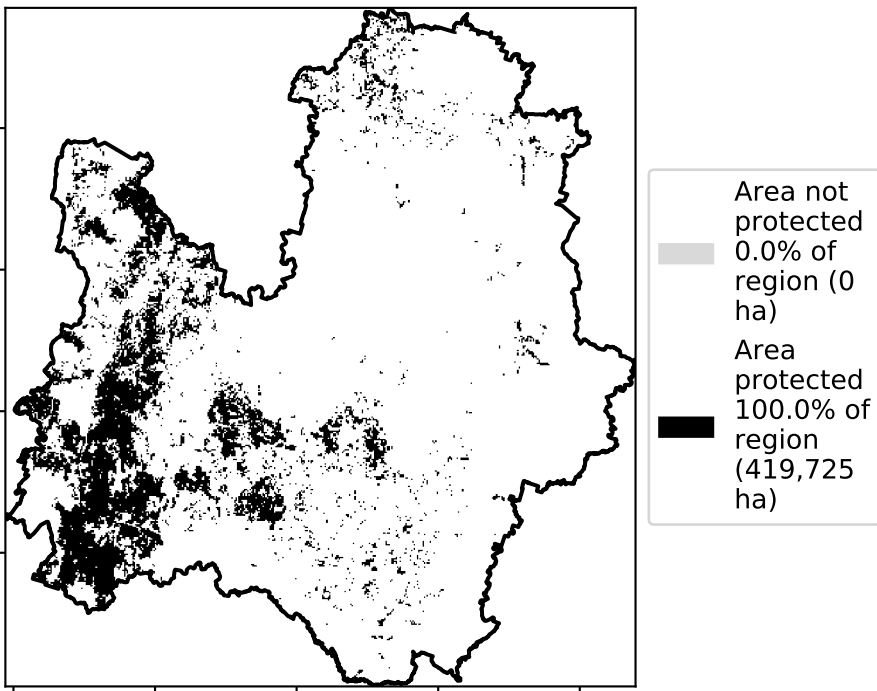 Area not
protected
0.0% of
region (0
ha)
Area
protected
100.0% of
region
(419,725
ha)